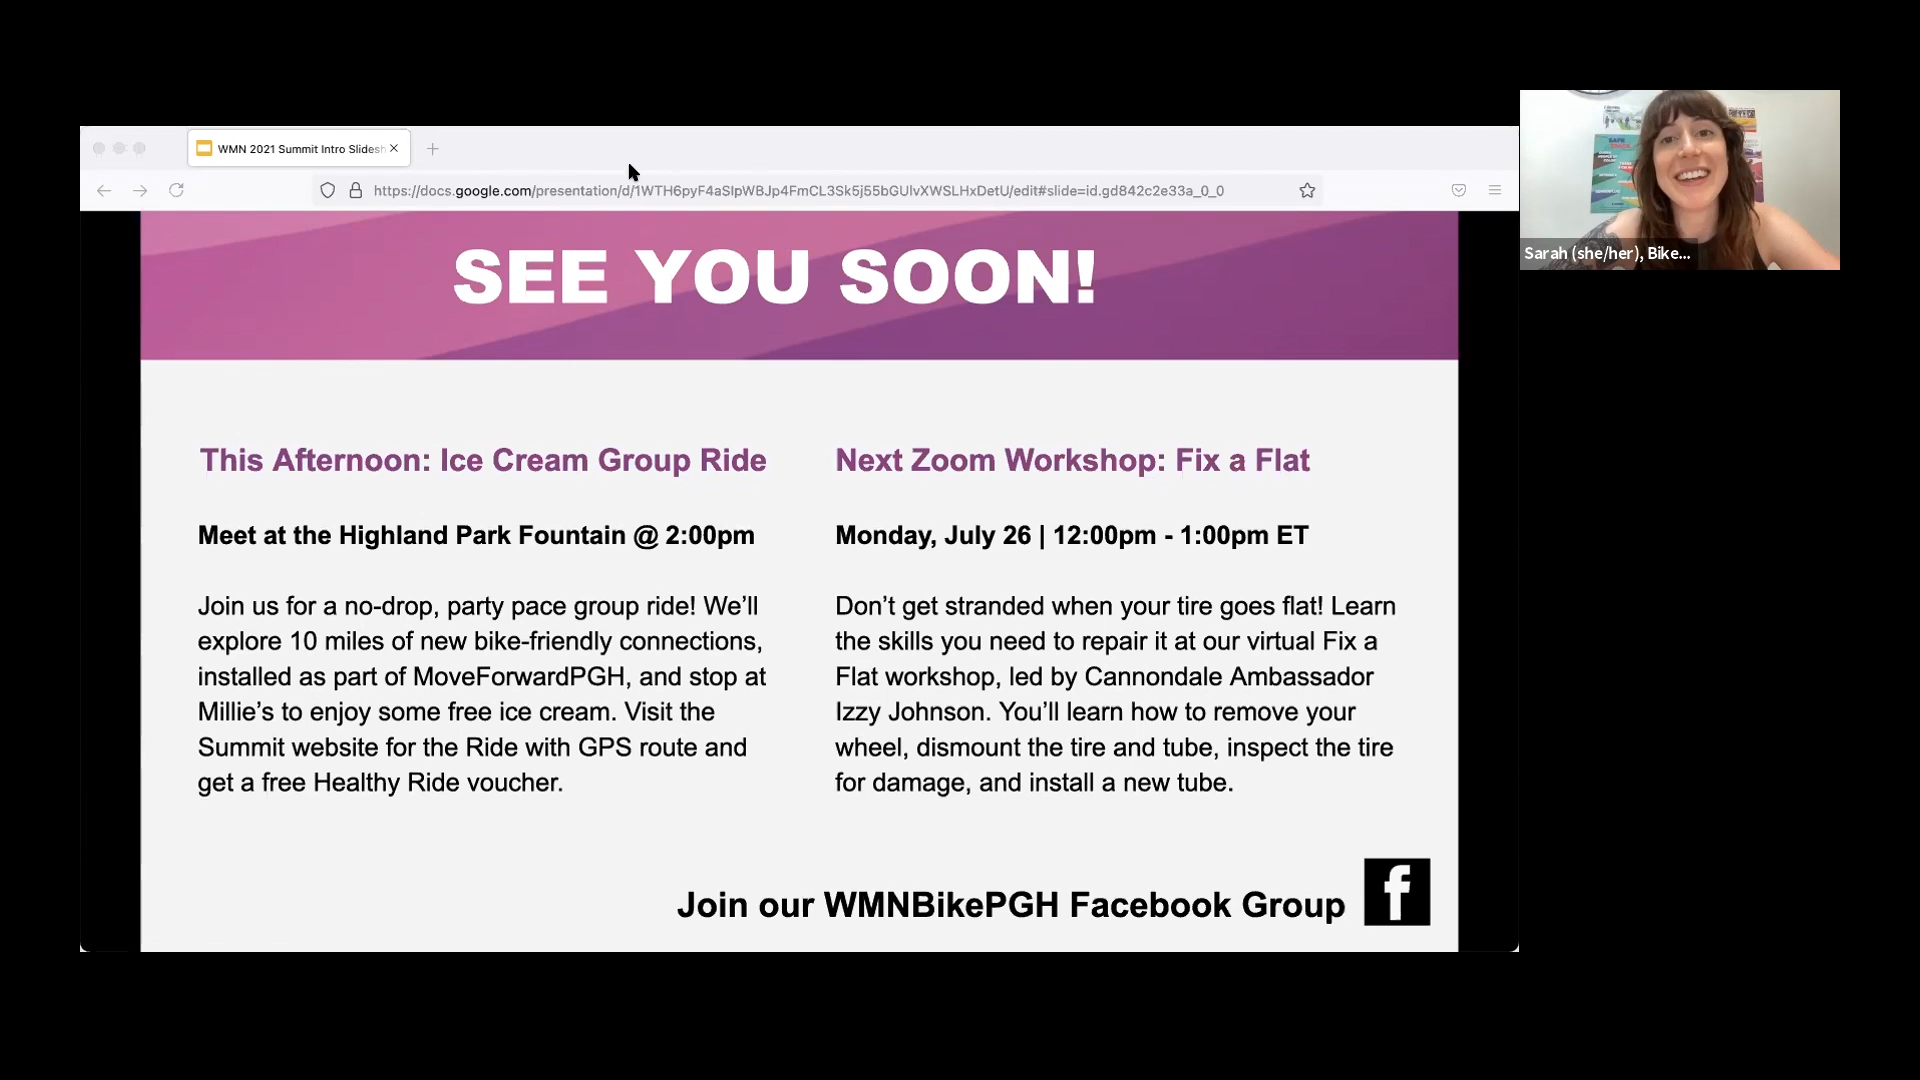 WMN 2021 Summit Intro Slidesh
https://docs.google.com/presentation/d/1WTH6pyF4aSlpWBJp4FmCL3Sk5j55bGUlvXWSLHxDetU/edit#slide=id.gd842c2e33a_0_0
SEE YOU SOON!
This Afternoon: Ice Cream Group Ride
Meet at the Highland Park Fountain @ 2:00pm
Join us for a no-drop, party pace group ride! We’ll
explore 10 miles of new bike-friendly connections,
installed as part of MoveForwardPGH, and stop at
Millie’s to enjoy some free ice cream. Visit the
Summit website for the Ride with GPS route and
get a free Healthy Ride voucher.
Next Zoom Workshop: Fix a Flat
Monday, July 26 | 12:00pm - 1:00pm ET
Don’t get stranded when your tire goes flat! Learn
the skills you need to repair it at our virtual Fix a
Flat workshop, led by Cannondale Ambassador
Izzy Johnson. You’ll learn how to remove your
wheel, dismount the tire and tube, inspect the tire
for damage, and install a new tube.
Join our WMNBikePGH Facebook Group
f
SAFE
SPACE
Sarah (she/her), Bike...